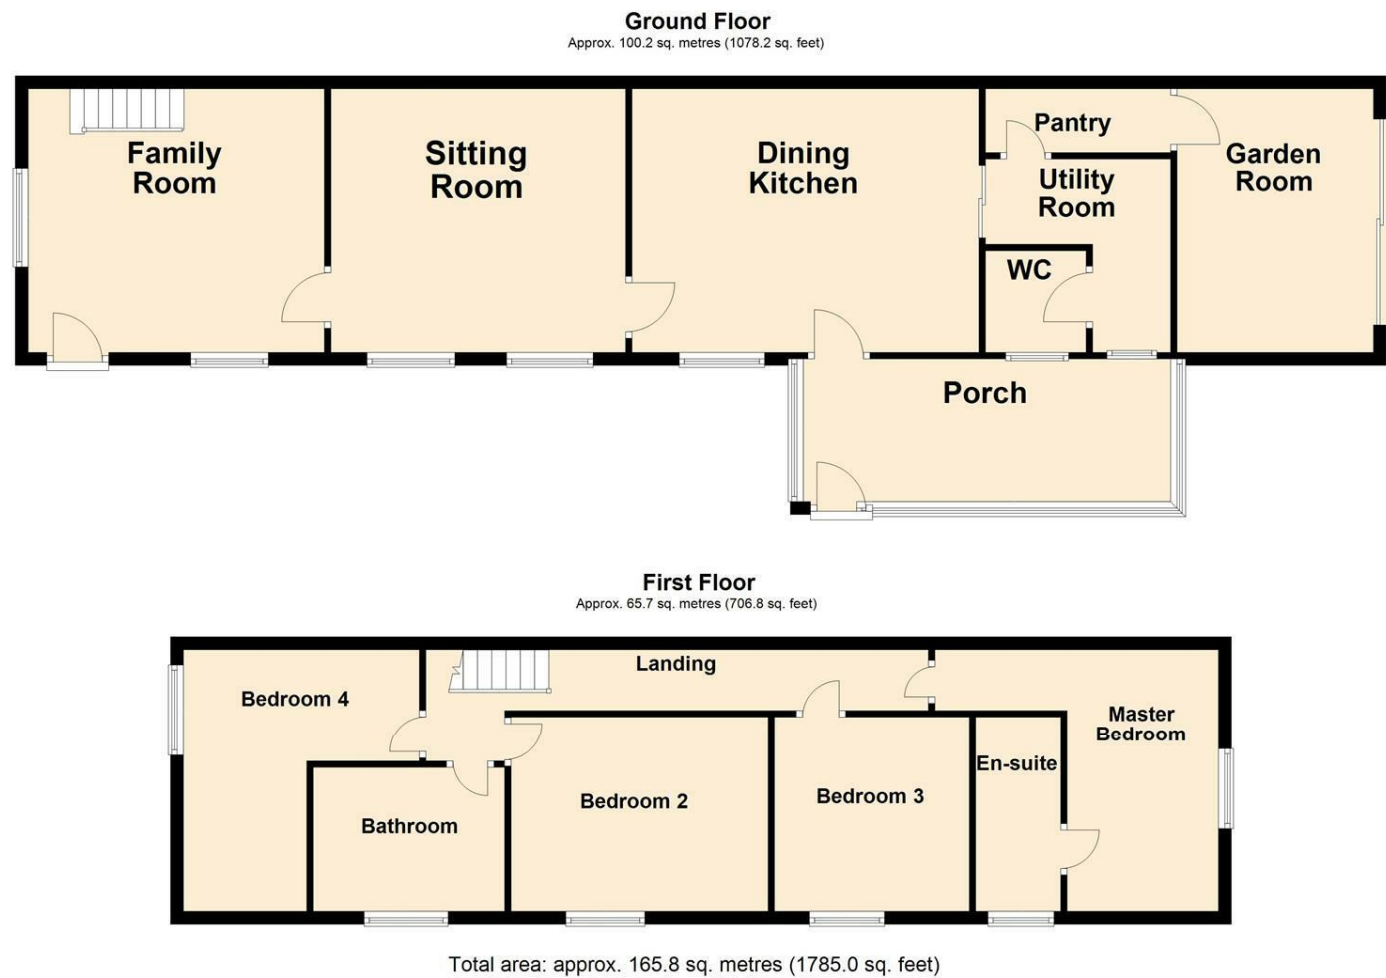 Ground Floor
Approx. 100.2 sq. metres (1078.2 sq. feet)
Family
Room
Sitting
Room
Dining
Kitchen
Pantry
Utility
Room
Garden
Room
WC
Porch
First Floor
Approx. 65.7 sq. metres (706.8 sq. feet)
Landing
Bedroom 4
Master
Bedroom
En-suite
Bedroom 2
Bedroom 3
Bathroom
Total area: approx. 165.8 sq. metres (1785.0 sq. feet)